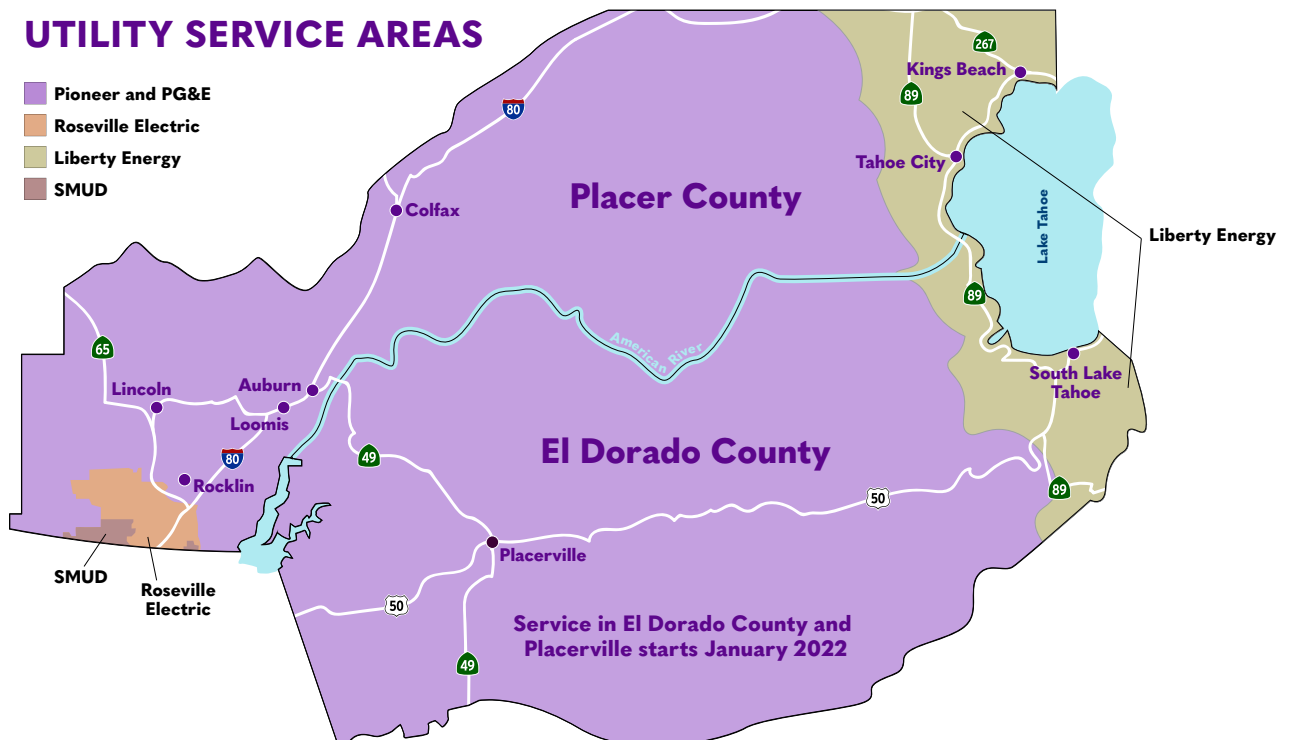 UTILITY SERVICE AREAS
Pioneer and PG&E
Roseville Electric
Liberty Energy
SMUD
267
Kings Beach
89
80
Tahoe City
Placer County
Colfax
Lake Tahoe
Liberty Energy
89
American River
65
Lincoln
Auburn
Loomis
South Lake
Tahoe
El Dorado County
49
80
Rocklin
89
50
Placerville
SMUD
Roseville
Electric
50
Service in El Dorado County and
Placerville starts January 2022
49